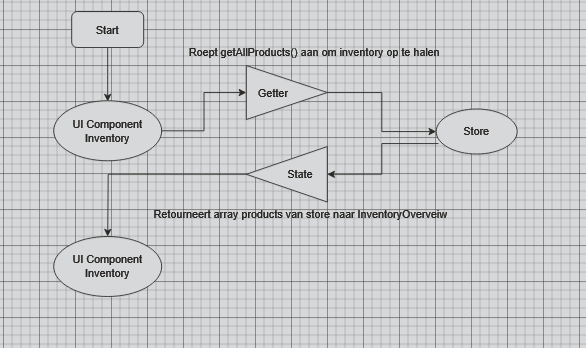 Start
Roept getAllProducts() aan om inventory op te halen
Getter
UI Component
Inventory
Store
State
Retourneert array products van store naar InventoryOverveiw
UI Component
Inventory